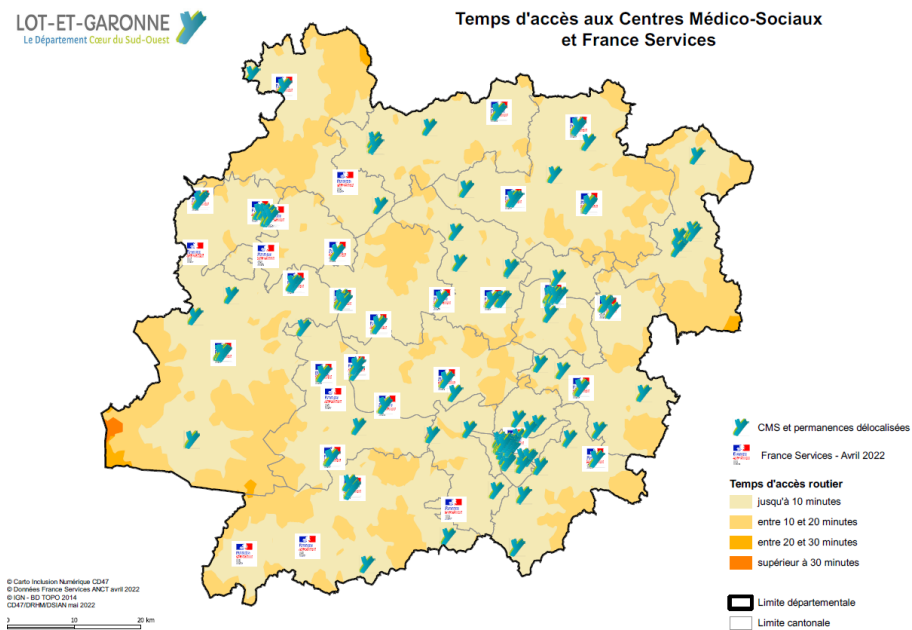 LOT-ET-GARONNE
Le Département Cœur du Sud-Ouest
Temps d'accès aux Centres Médico-Sociaux
et France Services
CMS et permanences délocalisées
France Services - Avril 2022
Temps d'accès routier
jusqu'à 10 minutes
entre 10 et 20 minutes
entre 20 et 30 minutes
supérieur à 30 minutes
Limite départementale
Limite cantonale
© Carto Inclusion Numérique CD47
© Données France Services ANCT avril 2022
© IGN - BD TOPO 2014
CD47/DRHM/DSIAN mai 2022
0 10 20 km